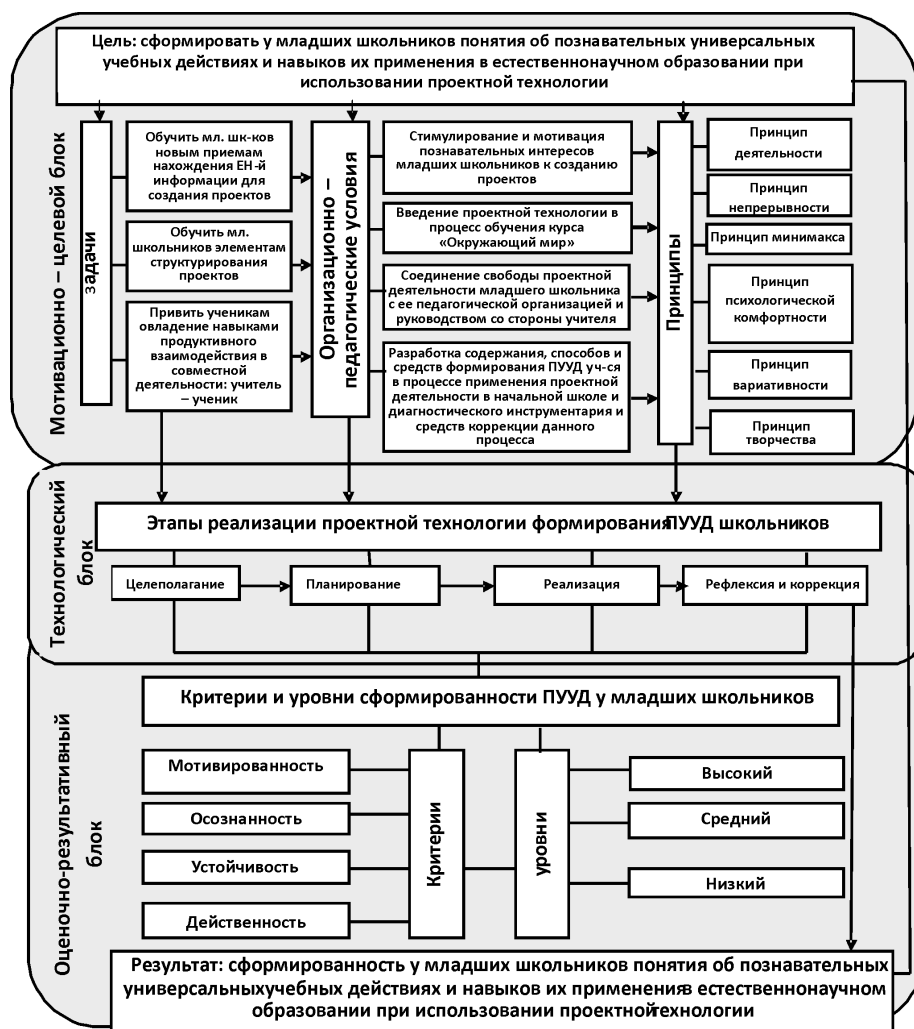 Цель: сформировать у младших школьников понятия об познавательных универсальных
учебных действиях и навыков их применения в естественнонаучном образовании при
использовании проектной технологии
Мотивационно – целевой блок
задачи
Обучить мл. шк-ков
новым приемам
нахождения ЕН-й
информации для
создания проектов
Обучить мл.
школьников элементам
структурирования
проектов
Привить ученикам
овладение навыками
продуктивного
взаимодействия в
совместной
деятельности: учитель
– ученик
Организационно –
педагогические условия
Стимулирование и мотивация
познавательных интересов
младших школьников к созданию
проектов
Введение проектной технологии в
процесс обучения курса
«Окружающий мир»
Соединение свободы проектной
деятельности младшего школьника
с ее педагогической организацией и
руководством со стороны учителя
Разработка содержания, способов и
средств формирования ПУУД уч-ся
в процессе применения проектной
деятельности в начальной школе и
диагностического инструментария и
средств коррекции данного
процесса
Принципы
Принцип
деятельности
Принцип
непрерывности
Принцип минимакса
Принцип
психологической
комфортности
Принцип
вариативности
Принцип
творчества
Технологический
блок
Этапы реализации проектной технологии формирования ПУУД школьников
Целеполагание
Планирование
Реализация
Рефлексия и коррекция
Оценочно-результативный
блок
Критерии и уровни сформированности ПУУД у младших школьников
Мотивированность
Осознанность
Устойчивость
Действенность
Критерии
уровни
Высокий
Средний
Низкий
Результат: сформированность у младших школьников понятия об познавательных
универсальных учебных действиях и навыков их применения в естественнонаучном
образовании при использовании проектной технологии